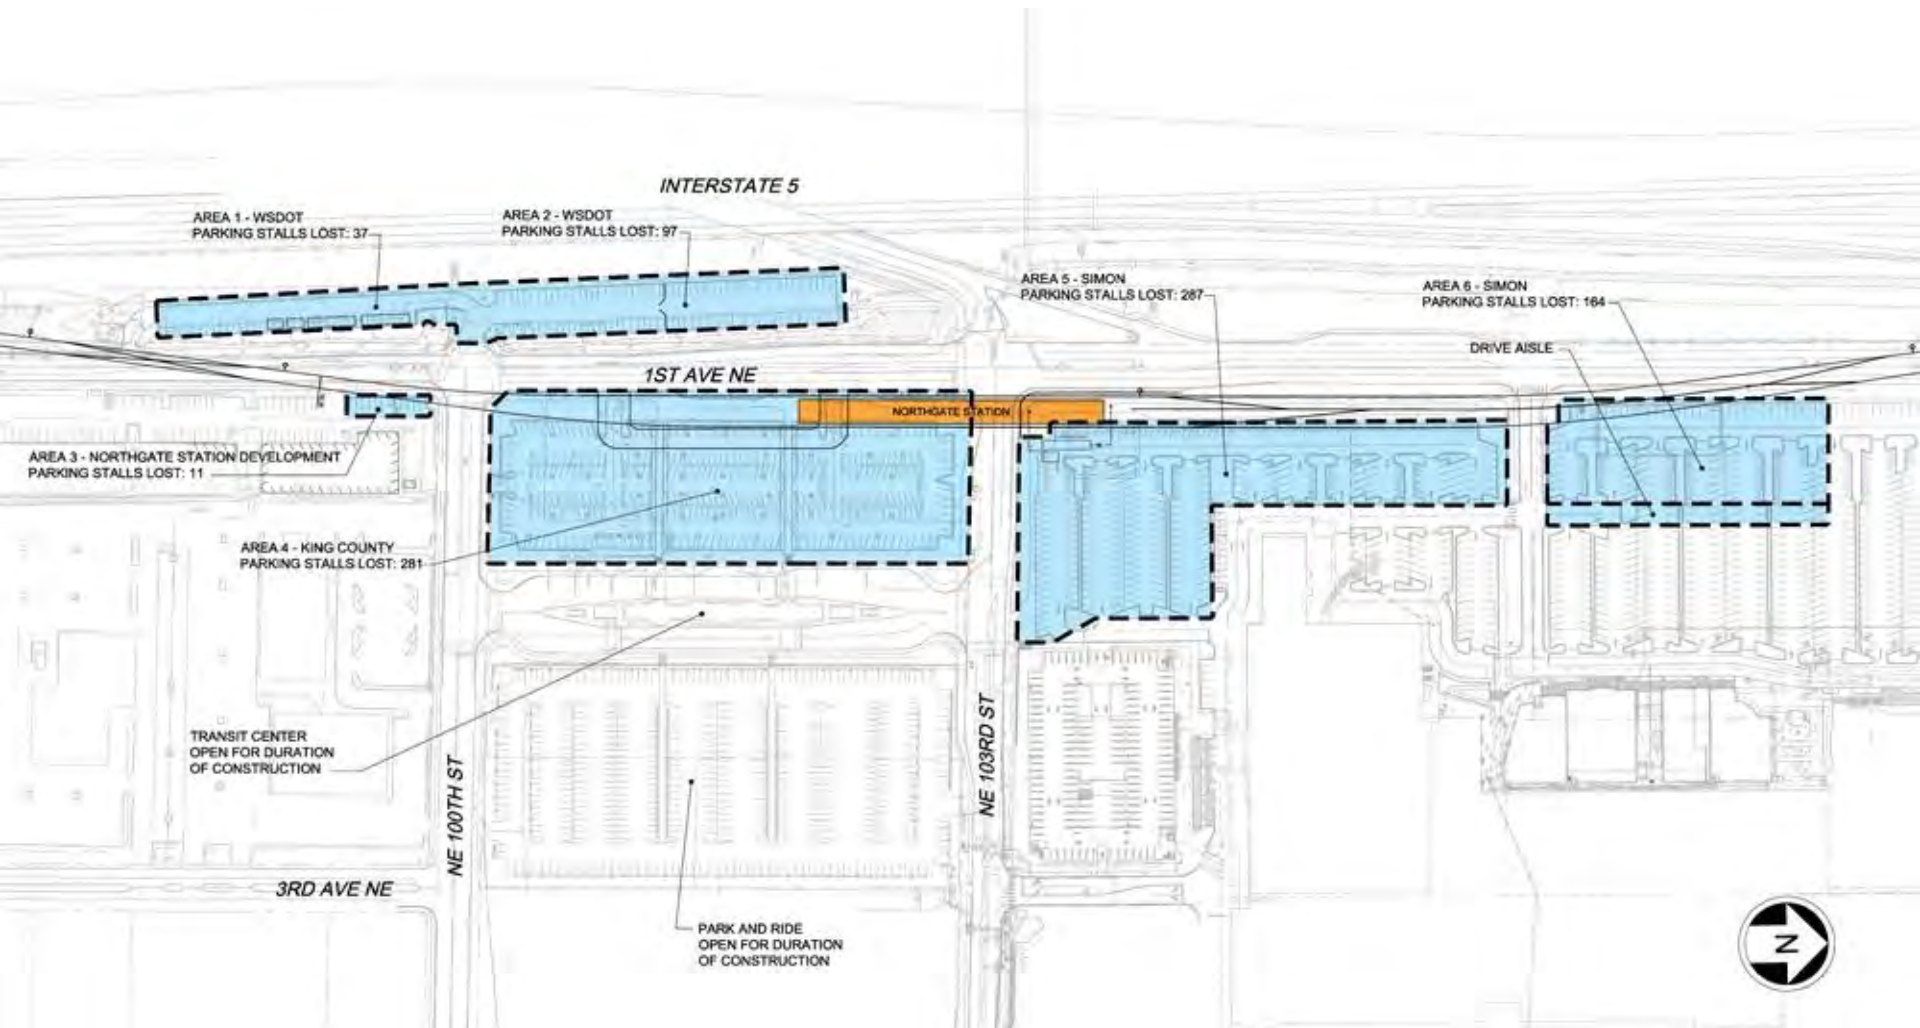 INTERSTATE 5
AREA 1 - WSDOT
PARKING STALLS LOST: 37
AREA 2 - WSDOT
PARKING STALLS LOST: 97
AREA 5 - SIMON
PARKING STALLS LOST: 287
AREA 6 - SIMON
PARKING STALLS LOST: 164
DRIVE AISLE
1ST AVE NE
NORTHGATE STATION
AREA 3 - NORTHGATE STATION DEVELOPMENT
PARKING STALLS LOST: 11
AREA 4 - KING COUNTY
PARKING STALLS LOST: 281
TRANSIT CENTER
OPEN FOR DURATION
OF CONSTRUCTION
NE 100TH ST
NE 103RD ST
3RD AVE NE
PARK AND RIDE
OPEN FOR DURATION
OF CONSTRUCTION
N